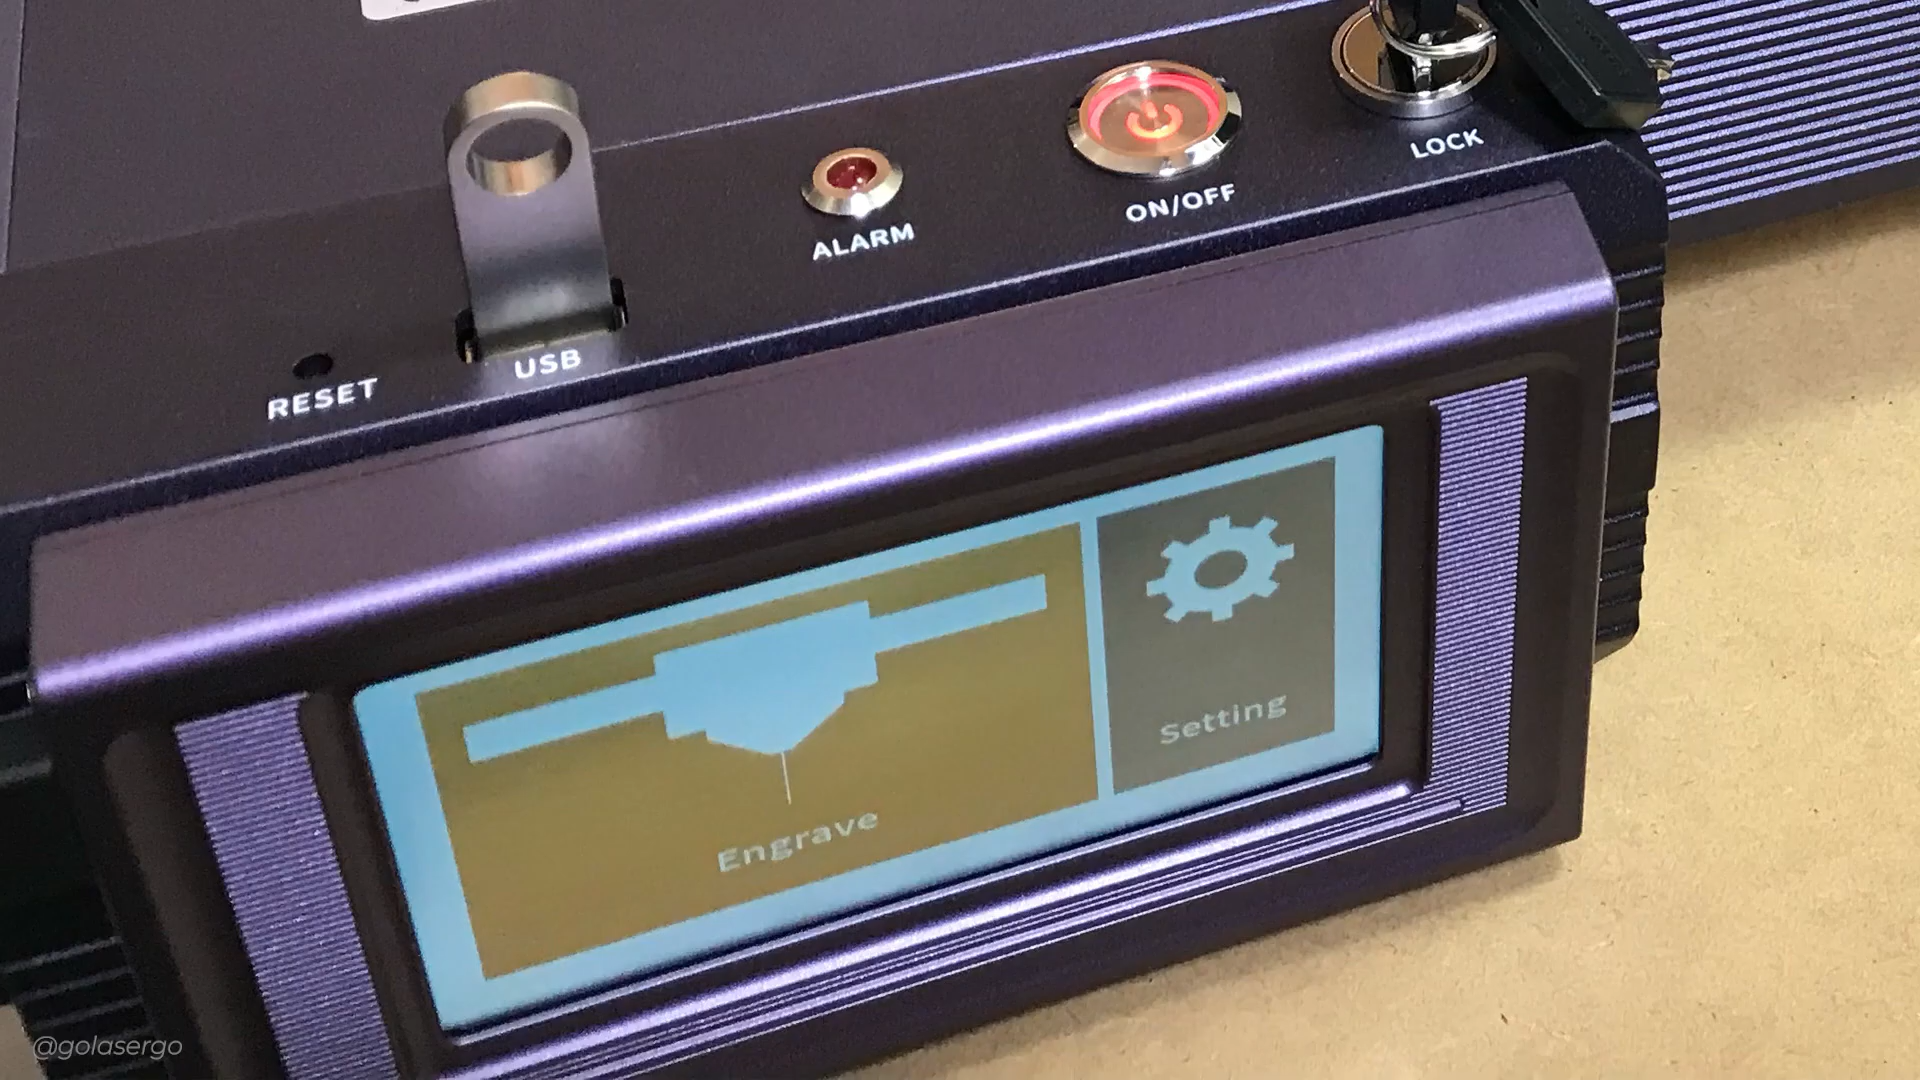 LOCK
ON/OFF
ALARM
USB
RESET
Setting
Engrave
@golasergo